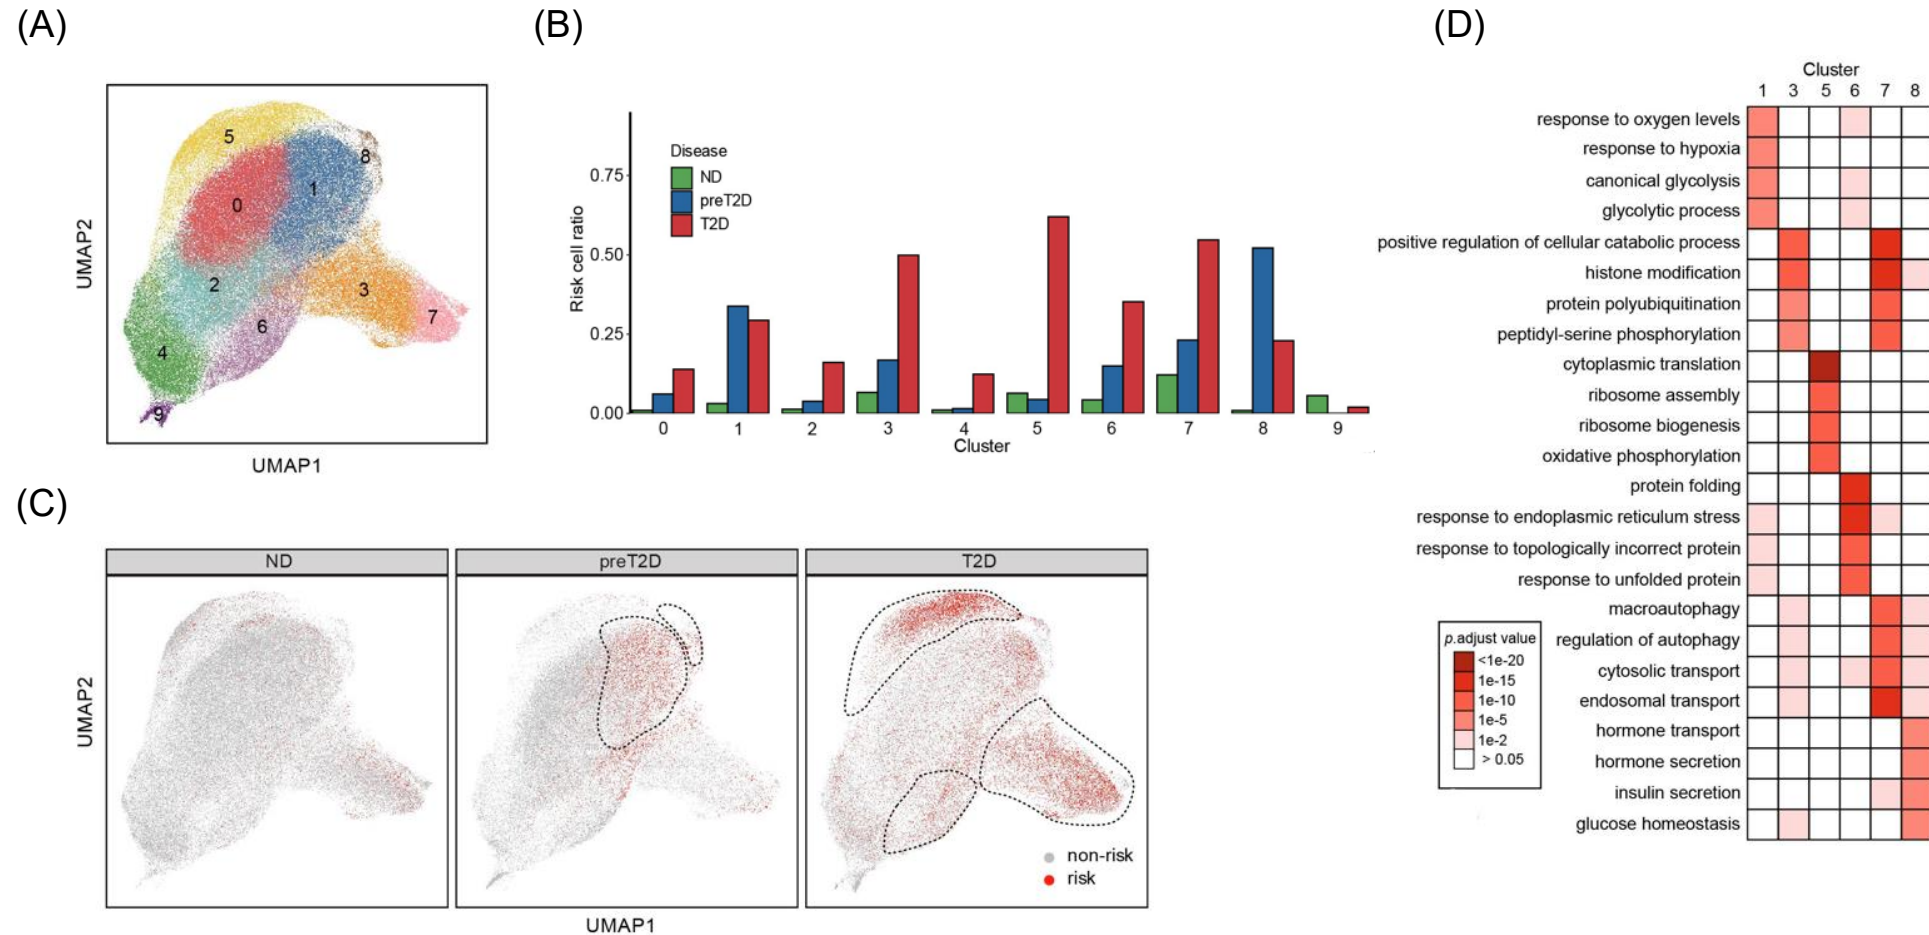 (A)
(B)
(D)
5
8
1
0
2
3
7
6
4
9
UMAP2
UMAP1
Risk cell ratio
0.75
0.50
0.25
0.00
Disease
ND
preT2D
T2D
0 1 2 3 4 5 6 7 8 9
Cluster
(C)
ND
preT2D
T2D
UMAP2
non-risk
risk
UMAP1
Cluster
1 3 5 6 7 8
response to oxygen levels
response to hypoxia
canonical glycolysis
glycolytic process
positive regulation of cellular catabolic process
histone modification
protein polyubiquitination
peptidyl-serine phosphorylation
cytoplasmic translation
ribosome assembly
ribosome biogenesis
oxidative phosphorylation
protein folding
response to endoplasmic reticulum stress
response to topologically incorrect protein
response to unfolded protein
macroautophagy
regulation of autophagy
cytosolic transport
endosomal transport
hormone transport
hormone secretion
insulin secretion
glucose homeostasis
p.adjust value
<1e-20
1e-15
1e-10
1e-5
1e-2
> 0.05